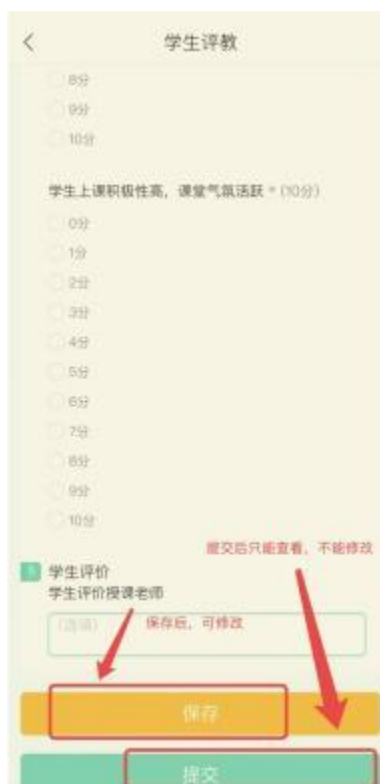 学生评教
8分
9分
10分
学生上课积极性高，课堂气氛活跃 * (10分)
0分
1分
2分
3分
4分
5分
6分
7分
8分
9分
10分
提交后只能查看，不能修改
学生评价
学生评价授课老师
(选填)
保存后，可修改
保存
提交